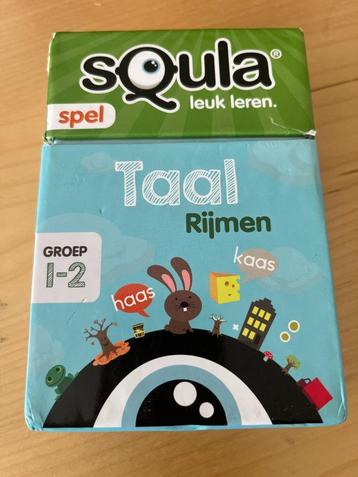 sQula®
leuk leren.
spel
Taal
Rijmen
GROEP
1-2
haas
kaas